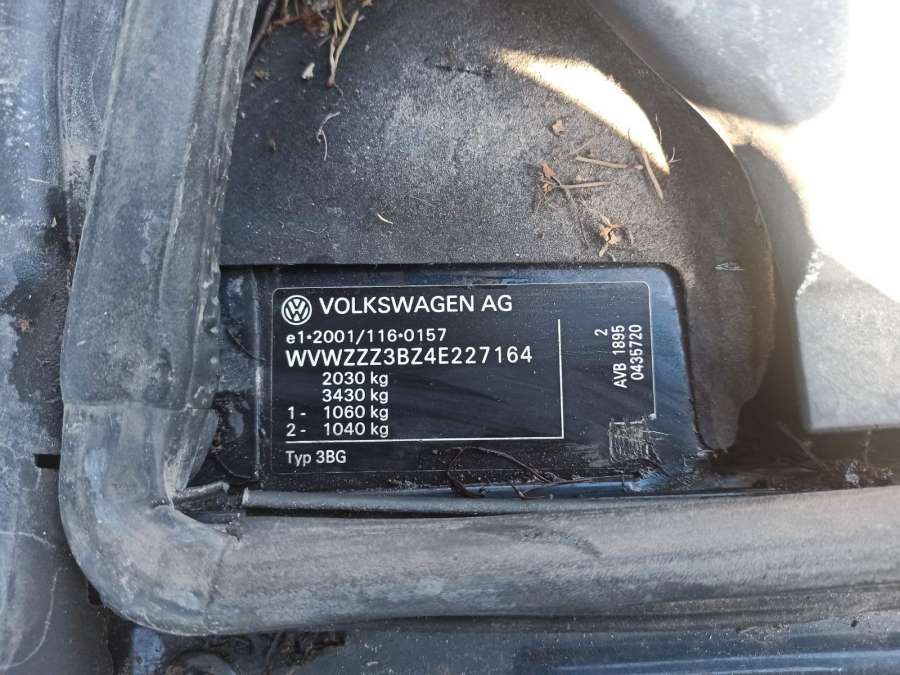 VOLKSWAGEN AG
e1•2001/116•0157
WVWZZZ3BZ4E227164
2030 kg
3430 kg
1- 1060 kg
2- 1040 kg
Typ 3BG
2
AVB 1895
0435720